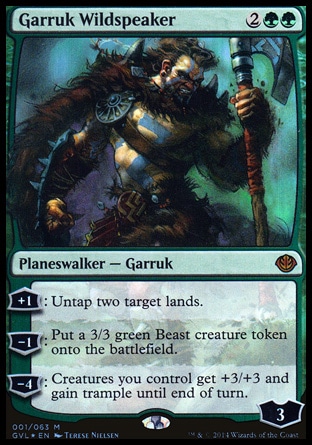 Garruk Wildspeaker 2
Planeswalker — Garruk
+1: Untap two target lands.
-1: Put a 3/3 green Beast creature token
onto the battlefield.
-4: Creatures you control get +3/+3 and
gain trample until end of turn.
3
001/063 M
GVL ★ EN Terese Nielsen
™ & © 2014 Wizards of the Coast